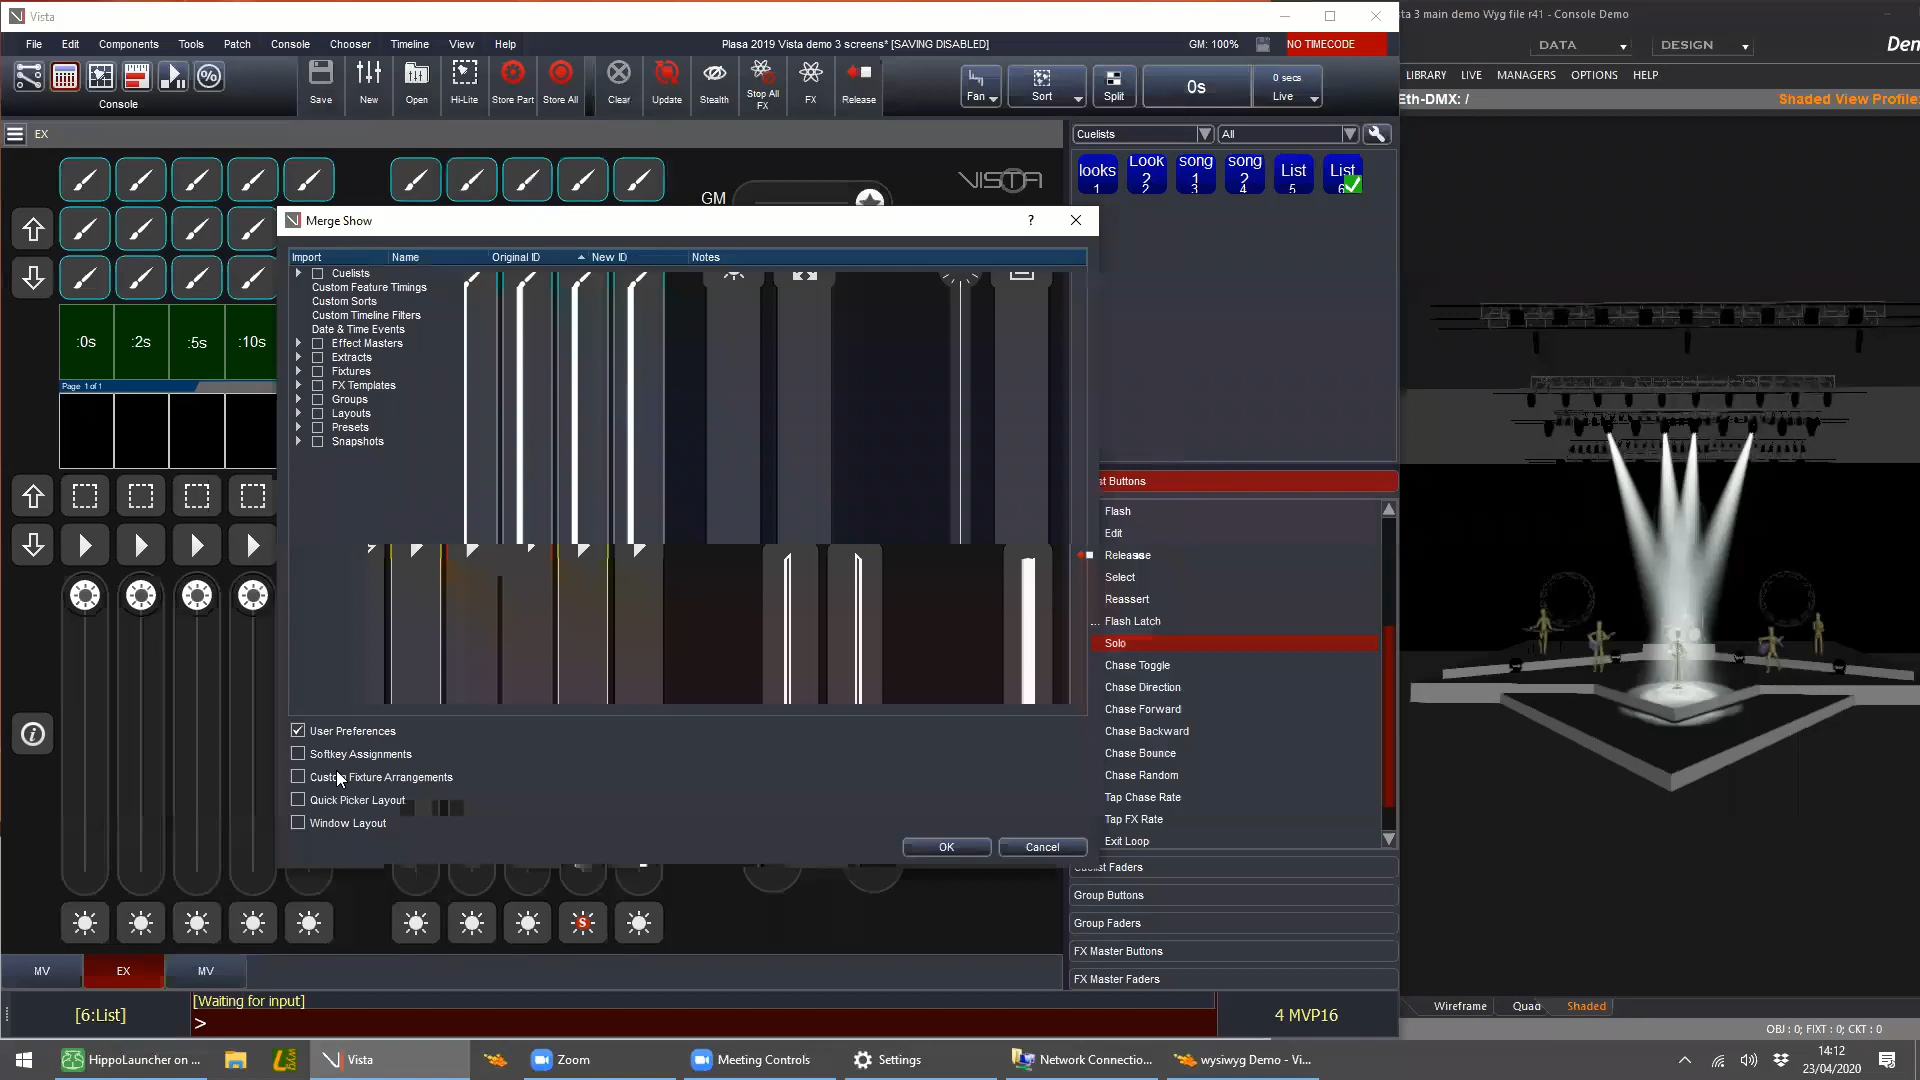 Vista
ta 3 main demo Wyg file r41 - Console Demo
File Edit Components Tools Patch Console Chooser Timeline View Help
Plasa 2019 Vista demo 3 screens* [SAVING DISABLED]
GM: 100%
NO TIMECODE
DATA DESIGN
Den
LIBRARY LIVE MANAGERS OPTIONS HELP
Console
Save New Open Hi-Lite Store Part Store All Clear Update Stealth Stop All FX FX Release
Fan Sort Split 0s 0 secs Live
Eth-DMX: /
Shaded View Profile:
EX
Cuelists All
looks 1
Look 2 2
song 1 3
song 2 4
List 5
List 6
GM
VISTA
Merge Show
?
Import Name Original ID New ID Notes
Cuelists
Custom Feature Timings
Custom Sorts
Custom Timeline Filters
Date & Time Events
Effect Masters
Extracts
Fixtures
FX Templates
Groups
Layouts
Presets
Snapshots
:0s :2s :5s :10s
Page 1 of 1
User Preferences
Softkey Assignments
Custom Fixture Arrangements
Quick Picker Layout
Window Layout
OK Cancel
st Buttons
Flash
Edit
Release
Select
Reassert
Flash Latch
Solo
Chase Toggle
Chase Direction
Chase Forward
Chase Backward
Chase Bounce
Chase Random
Tap Chase Rate
Tap FX Rate
Exit Loop
Cuelist Faders
Group Buttons
Group Faders
FX Master Buttons
FX Master Faders
S
MV EX MV
[6:List]
[Waiting for input]
>
4 MVP16
Wireframe Quad Shaded
OBJ : 0; FIXT : 0; CKT : 0
HippoLauncher on ...
wyg
Vista
Zoom
Meeting Controls
Settings
Network Connectio...
wysiwyg Demo - Vi...
14:12
23/04/2020